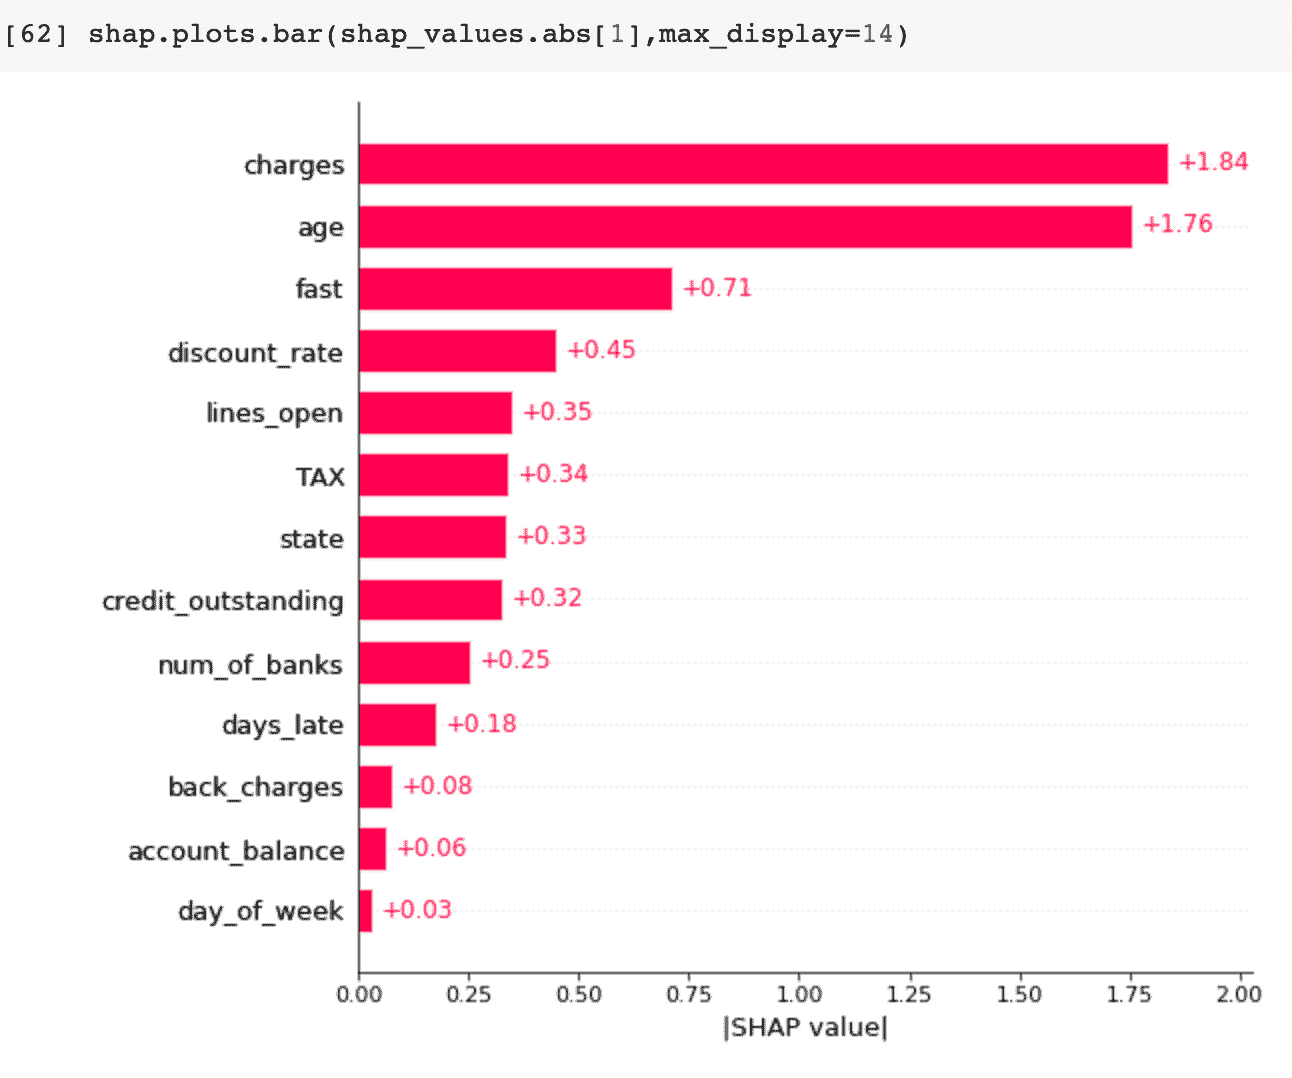 [62] shap.plots.bar(shap_values.abs[1],max_display=14)
charges +1.84
age +1.76
fast +0.71
discount_rate +0.45
lines_open +0.35
TAX +0.34
state +0.33
credit_outstanding +0.32
num_of_banks +0.25
days_late +0.18
back_charges +0.08
account_balance +0.06
day_of_week +0.03
0.00 0.25 0.50 0.75 1.00 1.25 1.50 1.75 2.00
|SHAP value|